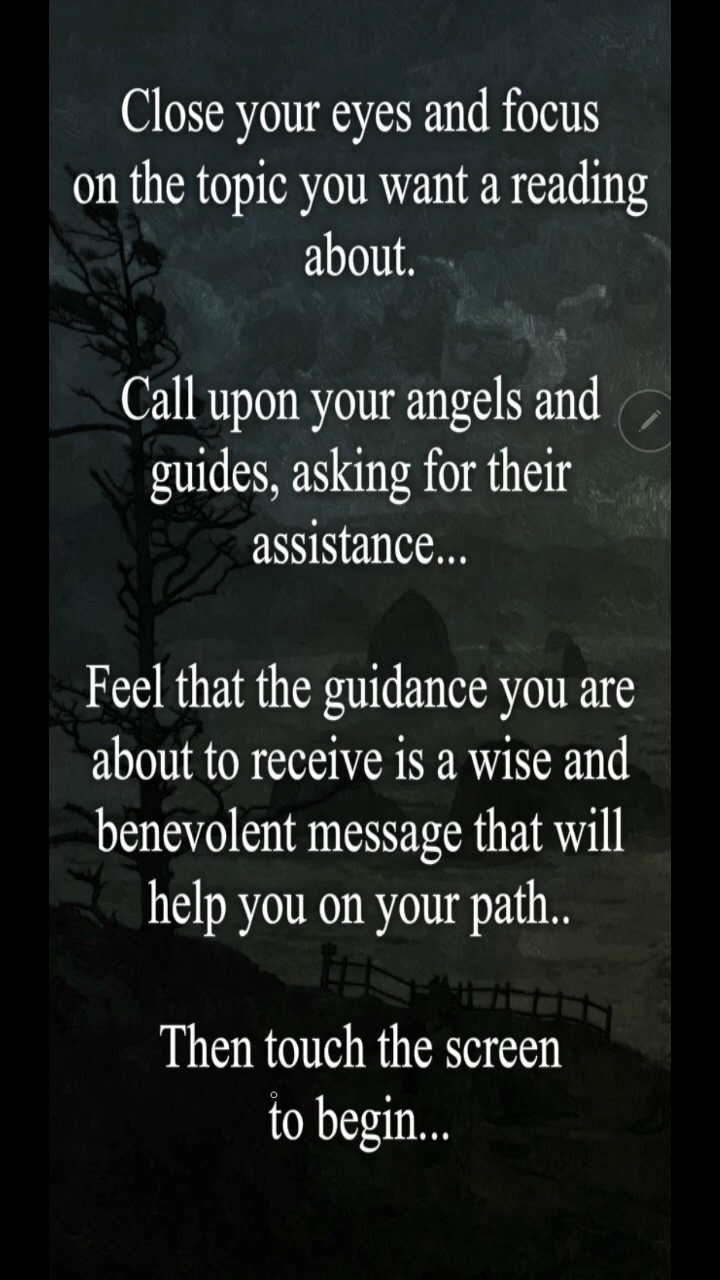 Close your eyes and focus
on the topic you want a reading
about.
Call upon your angels and
guides, asking for their
assistance...
Feel that the guidance you are
about to receive is a wise and
benevolent message that will
help you on your path..
Then touch the screen
to begin...